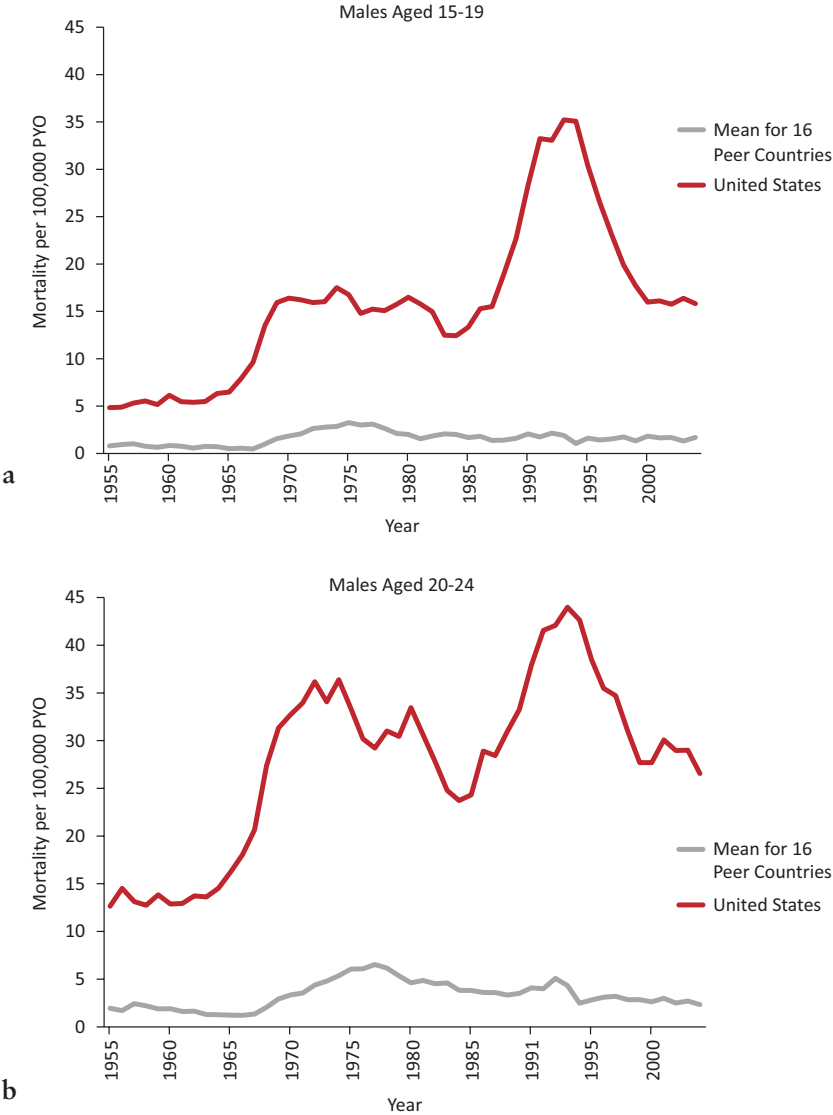 Males Aged 15-19
45
40
35
30
25
20
15
10
5
0
Mortality per 100,000 PYO
Mean for 16
Peer Countries
United States
1955
1960
1965
1970
1975
1980
1985
1990
1995
2000
Year
a
Males Aged 20-24
45
40
35
30
25
20
15
10
5
0
Mortality per 100,000 PYO
Mean for 16
Peer Countries
United States
1955
1960
1965
1970
1975
1980
1985
1991
1995
2000
Year
b